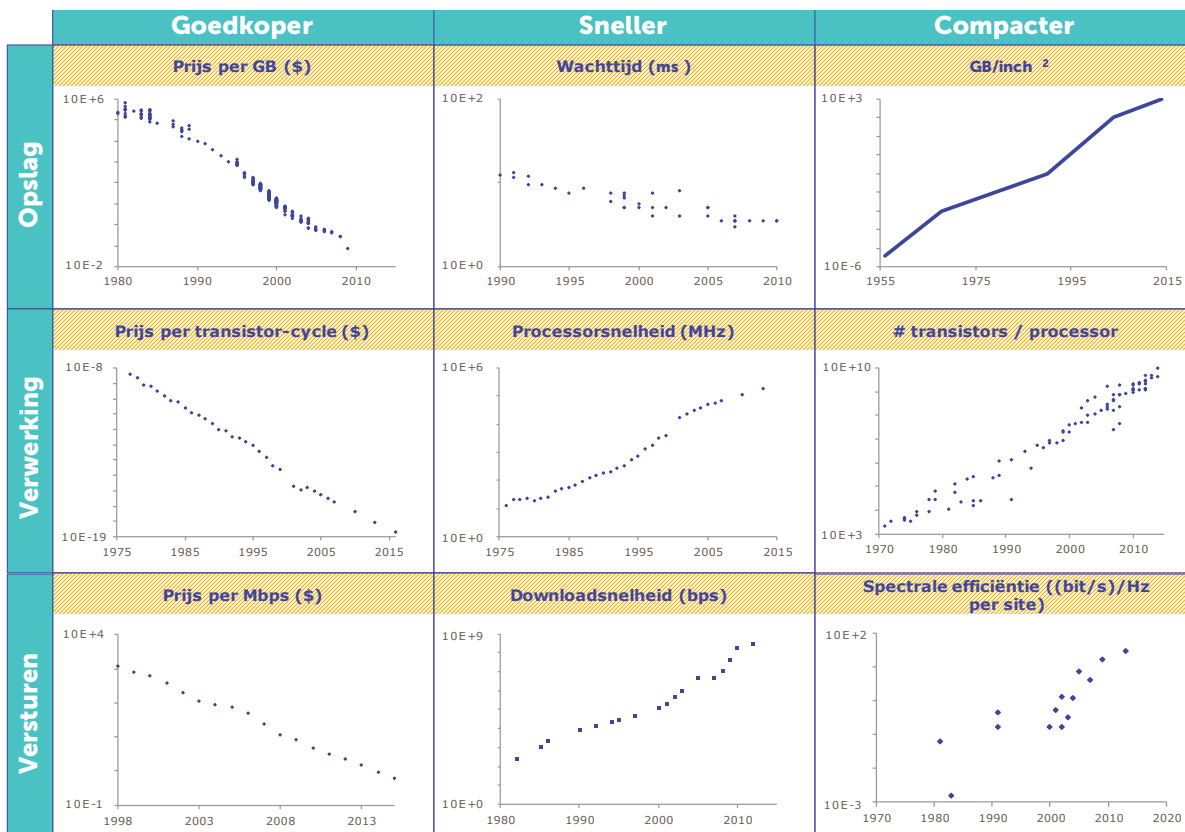 Goedkoper
Sneller
Compacter
Opslag
Prijs per GB ($)
10E+6
10E-2
1980
1990
2000
2010
Wachttijd (ms )
10E+2
10E+0
1990
1995
2000
2005
2010
GB/inch ²
10E+3
10E-6
1955
1975
1995
2015
Verwerking
Prijs per transistor-cycle ($)
10E-8
10E-19
1975
1985
1995
2005
2015
Processorsnelheid (MHz)
10E+6
10E+0
1975
1985
1995
2005
2015
# transistors / processor
10E+10
10E+3
1970
1980
1990
2000
2010
Versturen
Prijs per Mbps ($)
10E+4
10E-1
1998
2003
2008
2013
Downloadsnelheid (bps)
10E+9
10E+0
1980
1990
2000
2010
Spectrale efficiëntie ((bit/s)/Hz
per site)
10E+2
10E-3
1970
1980
1990
2000
2010
2020